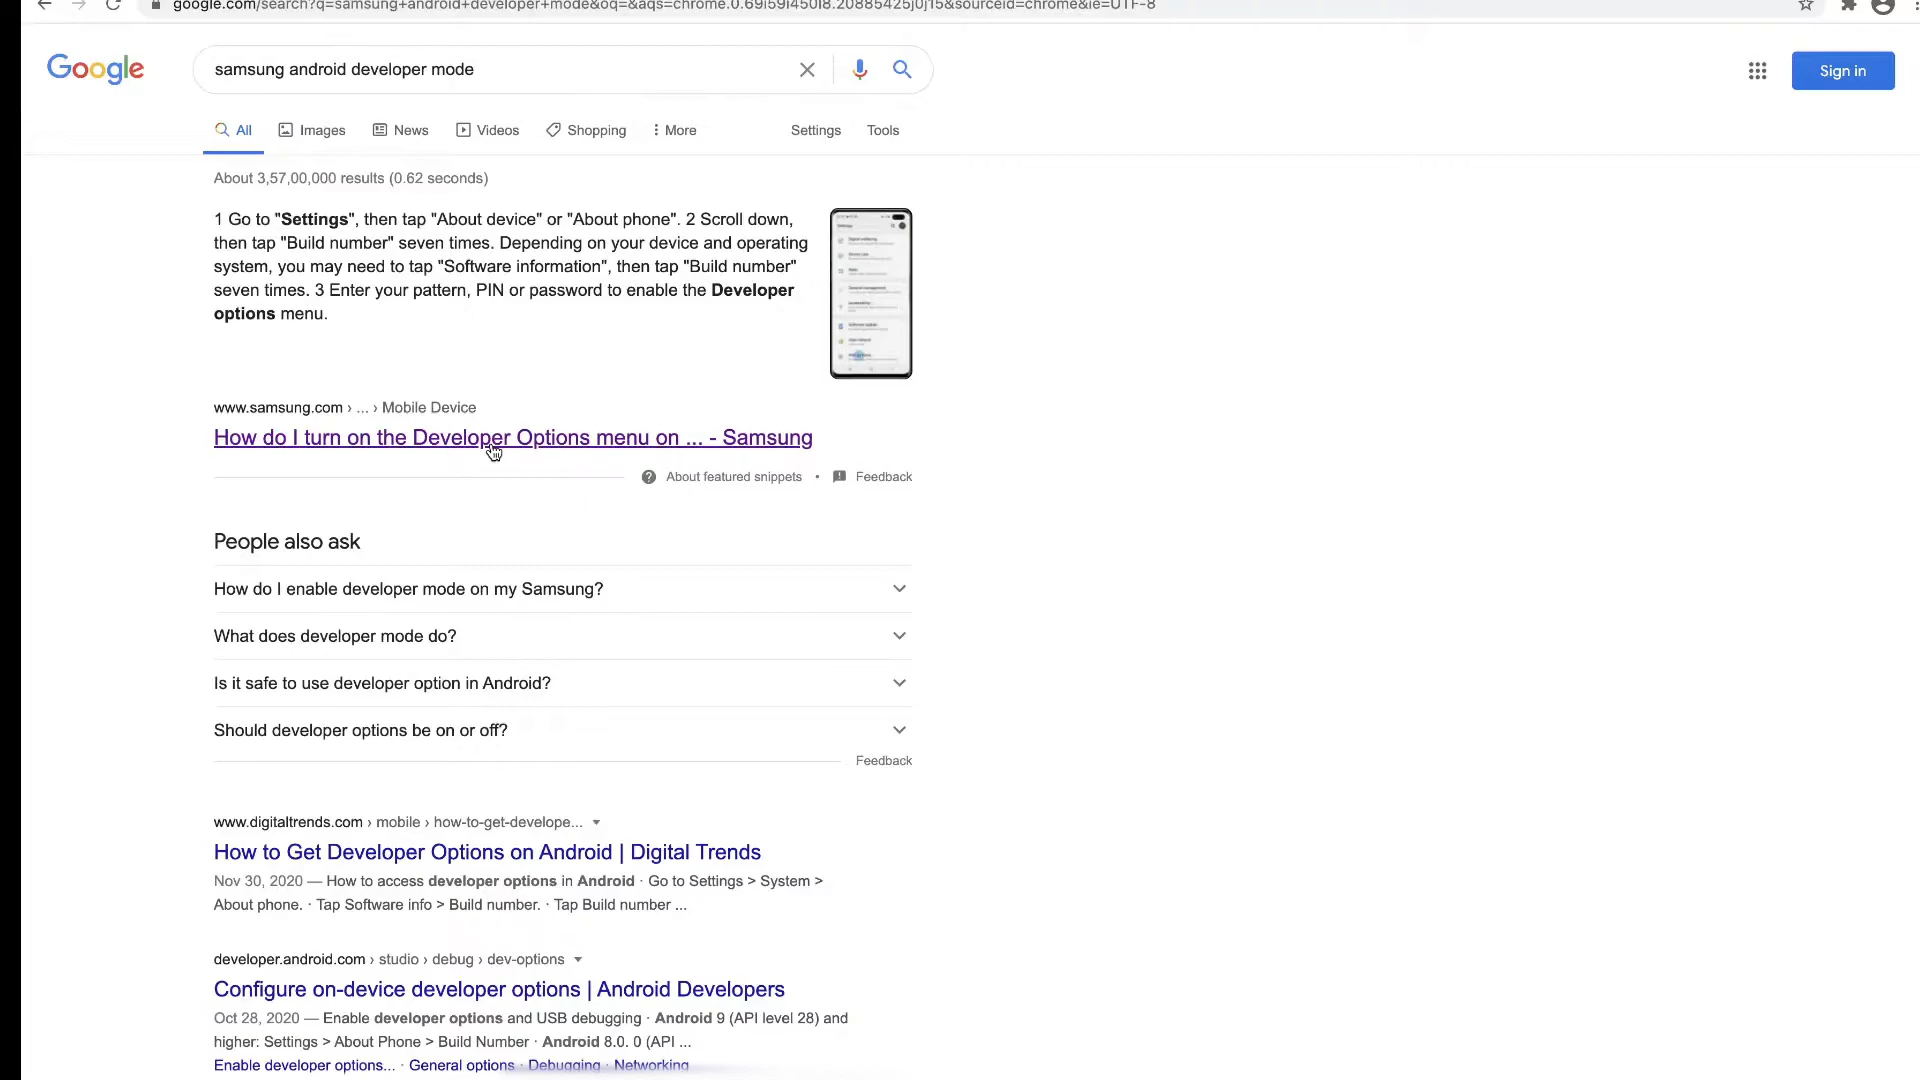 google.com/search?q=samsung+android+developer+mode&oq=&aqs=chrome.0.69i59i450l8.20885425j0j15&sourceid=chrome&ie=UTF-8
Google
samsung android developer mode
Sign in
All
Images
News
Videos
Shopping
More
Settings
Tools
About 3,57,00,000 results (0.62 seconds)
1 Go to "Settings", then tap "About device" or "About phone". 2 Scroll down,
then tap "Build number" seven times. Depending on your device and operating
system, you may need to tap "Software information", then tap "Build number"
seven times. 3 Enter your pattern, PIN or password to enable the Developer
options menu.
www.samsung.com › ... › Mobile Device
How do I turn on the Developer Options menu on ... - Samsung
About featured snippets • Feedback
People also ask
How do I enable developer mode on my Samsung?
What does developer mode do?
Is it safe to use developer option in Android?
Should developer options be on or off?
Feedback
www.digitaltrends.com › mobile › how-to-get-develope...
How to Get Developer Options on Android | Digital Trends
Nov 30, 2020 — How to access developer options in Android · Go to Settings > System >
About phone. · Tap Software info > Build number. · Tap Build number ...
developer.android.com › studio › debug › dev-options
Configure on-device developer options | Android Developers
Oct 28, 2020 — Enable developer options and USB debugging · Android 9 (API level 28) and
higher: Settings > About Phone > Build Number · Android 8.0. 0 (API ...
Enable developer options... · General options · Debugging · Networking